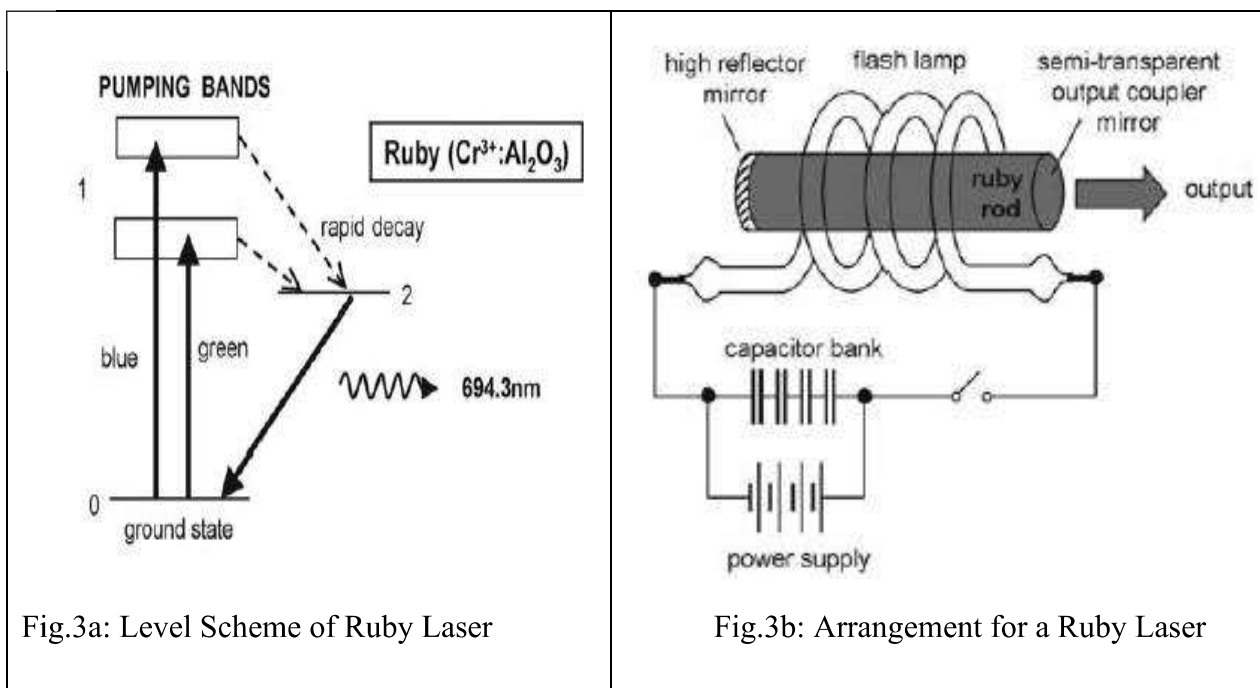 PUMPING BANDS
Ruby (Cr³⁺:Al₂O₃)
1
rapid decay
2
blue
green
694.3nm
0
ground state
Fig.3a: Level Scheme of Ruby Laser
high reflector
mirror
flash lamp
semi-transparent
output coupler
mirror
ruby
rod
output
capacitor bank
power supply
Fig.3b: Arrangement for a Ruby Laser